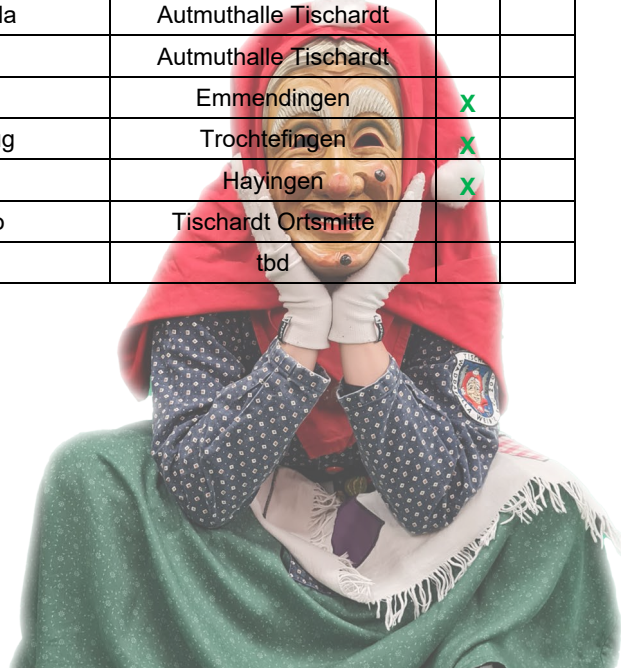 la Autmuthalle Tischardt
Autmuthalle Tischardt
Emmendingen X
g Trochtefingen X
Hayingen X
o Tischardt Ortsmitte
tbd